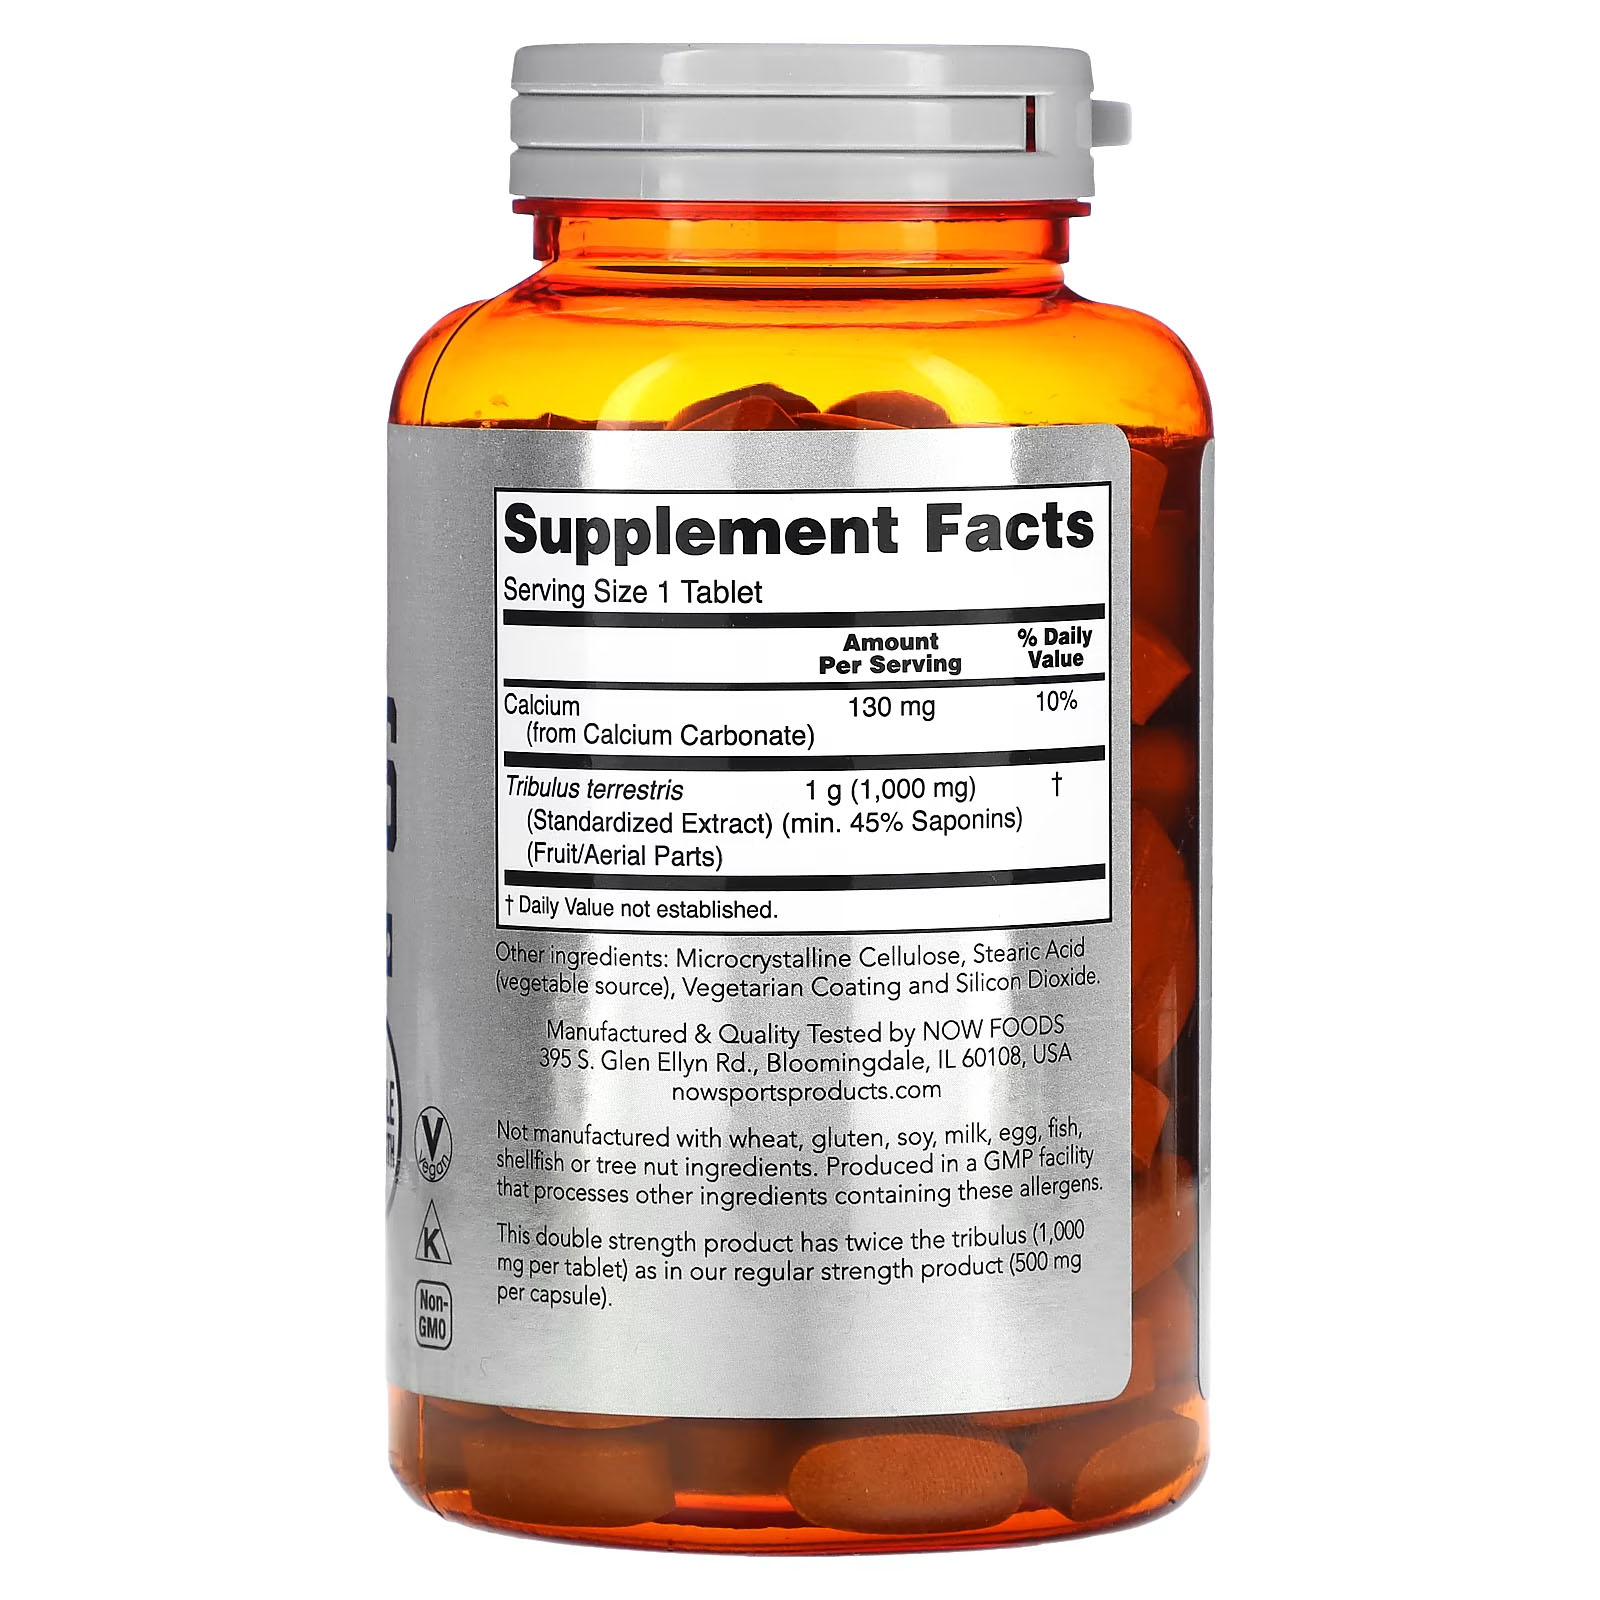 Supplement Facts
Serving Size 1 Tablet
Amount
Per Serving
% Daily
Value
Calcium 130 mg 10%
(from Calcium Carbonate)
Tribulus terrestris 1 g (1,000 mg) †
(Standardized Extract) (min. 45% Saponins)
(Fruit/Aerial Parts)
† Daily Value not established.
Other ingredients: Microcrystalline Cellulose, Stearic Acid
(vegetable source), Vegetarian Coating and Silicon Dioxide.
Manufactured & Quality Tested by NOW FOODS
395 S. Glen Ellyn Rd., Bloomingdale, IL 60108, USA
nowsportsproducts.com
Not manufactured with wheat, gluten, soy, milk, egg, fish,
shellfish or tree nut ingredients. Produced in a GMP facility
that processes other ingredients containing these allergens.
This double strength product has twice the tribulus (1,000
mg per tablet) as in our regular strength product (500 mg
per capsule).
V
vegan
K
Non-
GMO